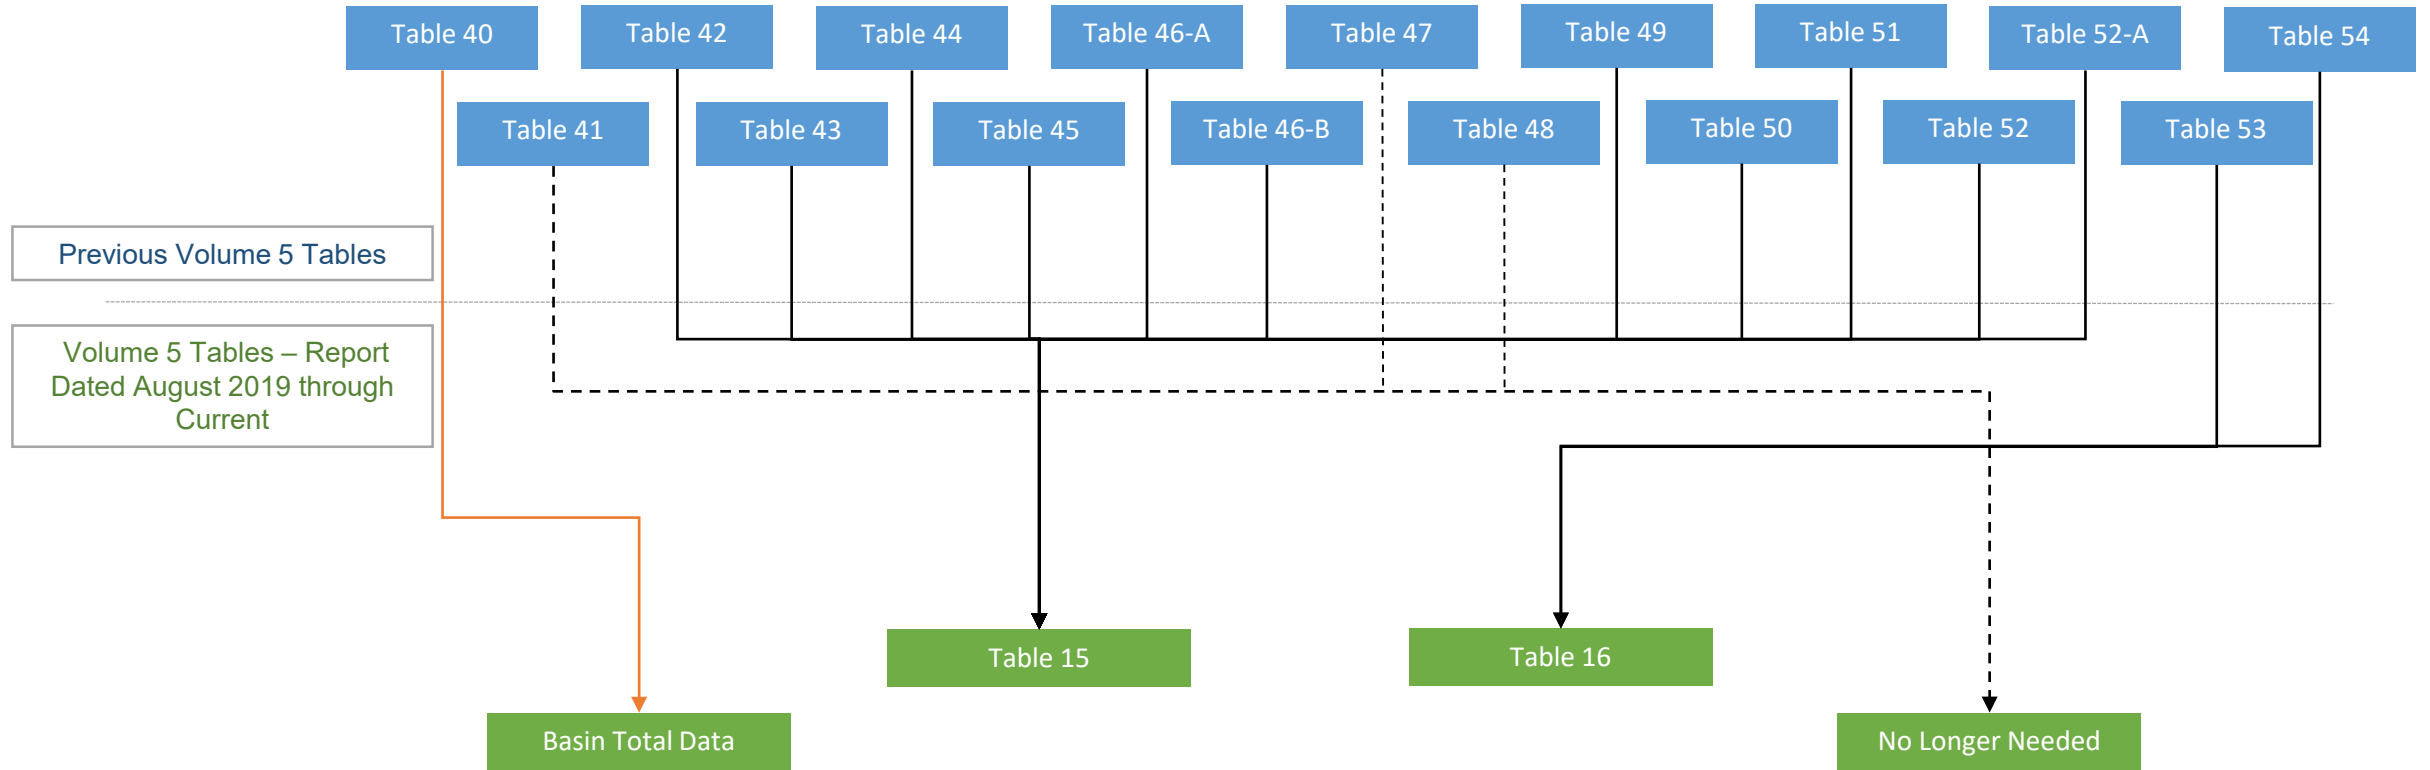 Table 40
Table 42
Table 44
Table 46-A
Table 47
Table 49
Table 51
Table 52-A
Table 54
Table 41
Table 43
Table 45
Table 46-B
Table 48
Table 50
Table 52
Table 53
Previous Volume 5 Tables
Volume 5 Tables – Report
Dated August 2019 through
Current
Table 15
Table 16
Basin Total Data
No Longer Needed